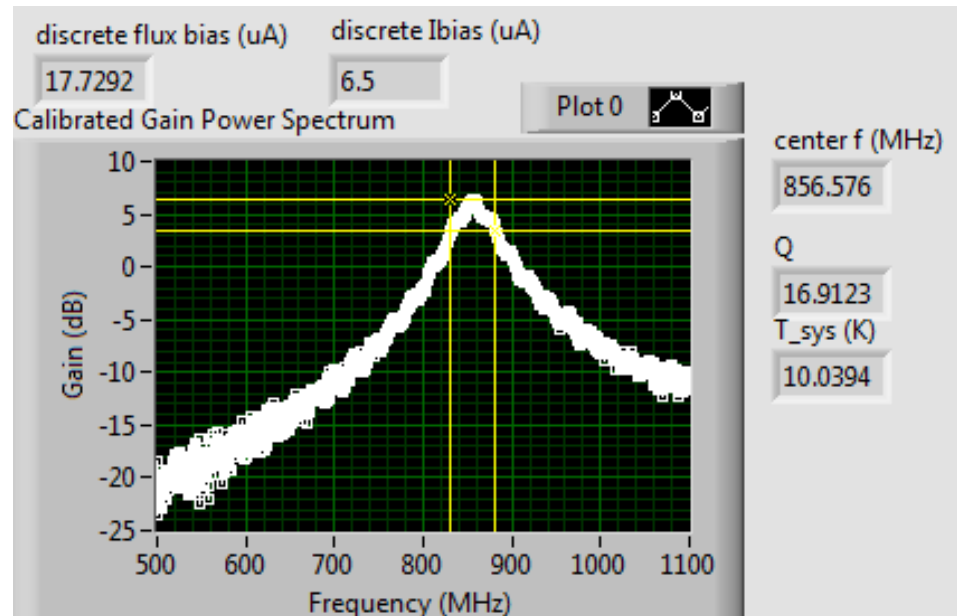 discrete flux bias (uA)
discrete Ibias (uA)
17.7292
6.5
Plot 0
Calibrated Gain Power Spectrum
center f (MHz)
856.576
Q
16.9123
T_sys (K)
10.0394
Gain (dB)
10
5
0
-5
-10
-15
-20
-25
500 600 700 800 900 1000 1100
Frequency (MHz)